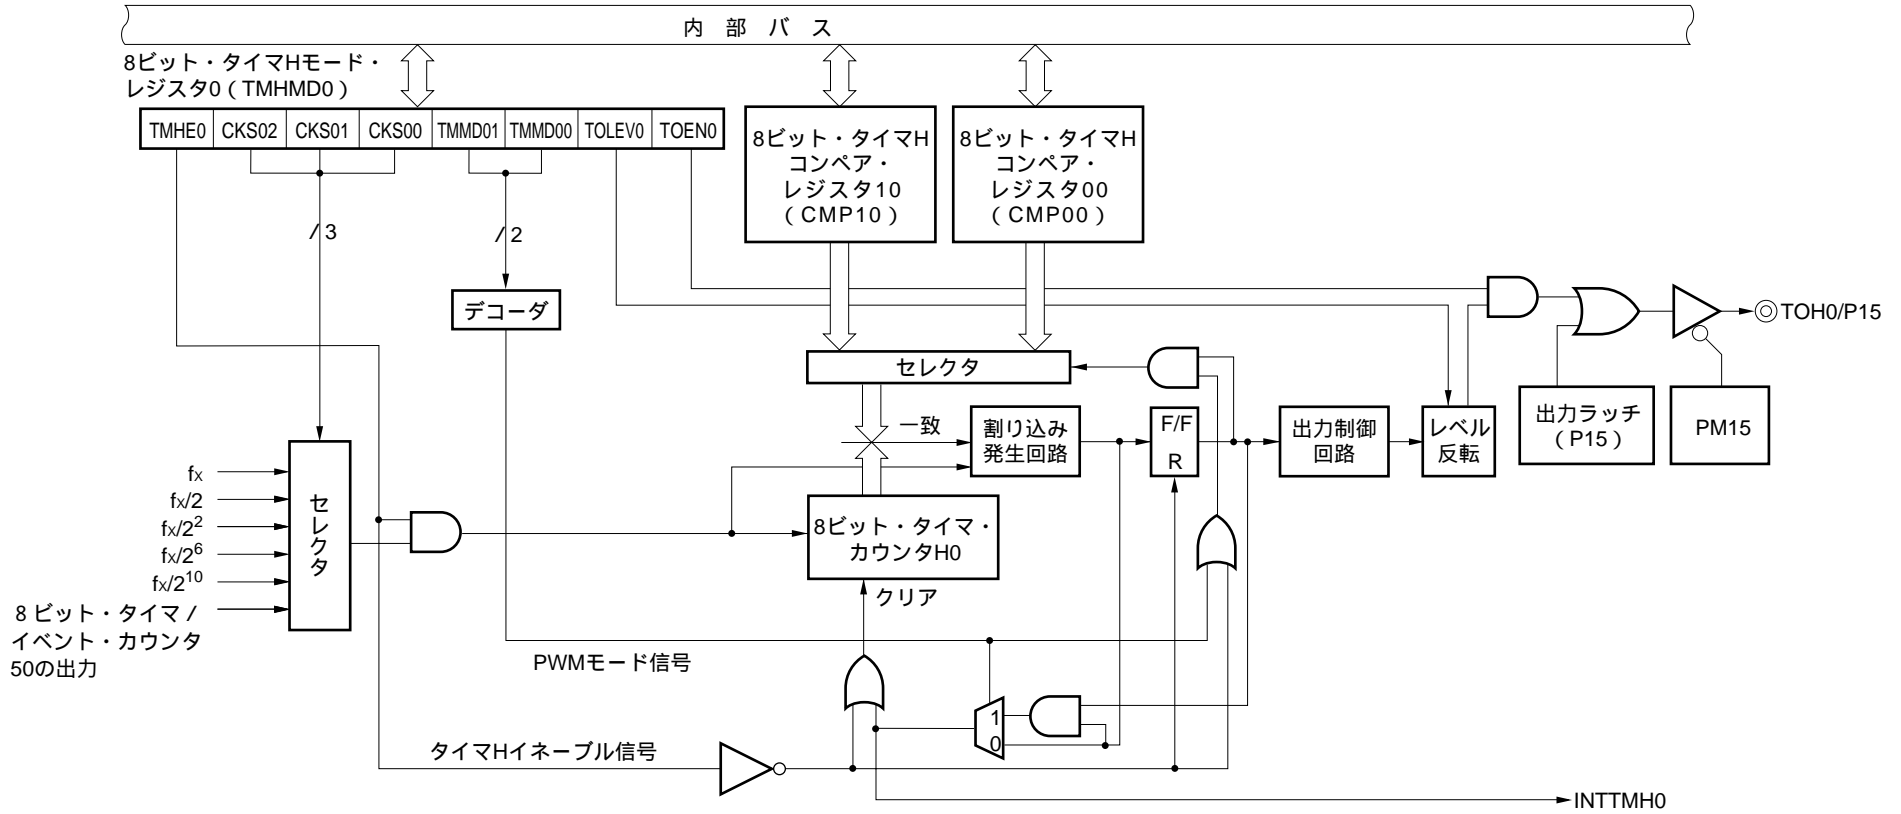 内 部 バ ス
8ビット・タイマHモード・
レジスタ0（TMHMD0）
TMHE0 CKS02 CKS01 CKS00 TMMD01 TMMD00 TOLEV0 TOEN0
8ビット・タイマH
コンペア・
レジスタ10
（CMP10）
8ビット・タイマH
コンペア・
レジスタ00
（CMP00）
/ 3
/ 2
デコーダ
セレクタ
TOH0/P15
一致
割り込み
発生回路
F/F
R
出力制御
回路
レベル
反転
出力ラッチ
（P15）
PM15
fx
fx/2
fx/2²
fx/2⁶
fx/2¹⁰
8 ビット・タイマ /
イベント・カウンタ
50の出力
セレクタ
8ビット・タイマ・
カウンタH0
クリア
PWMモード信号
1
0
タイマHイネーブル信号
INTTMH0